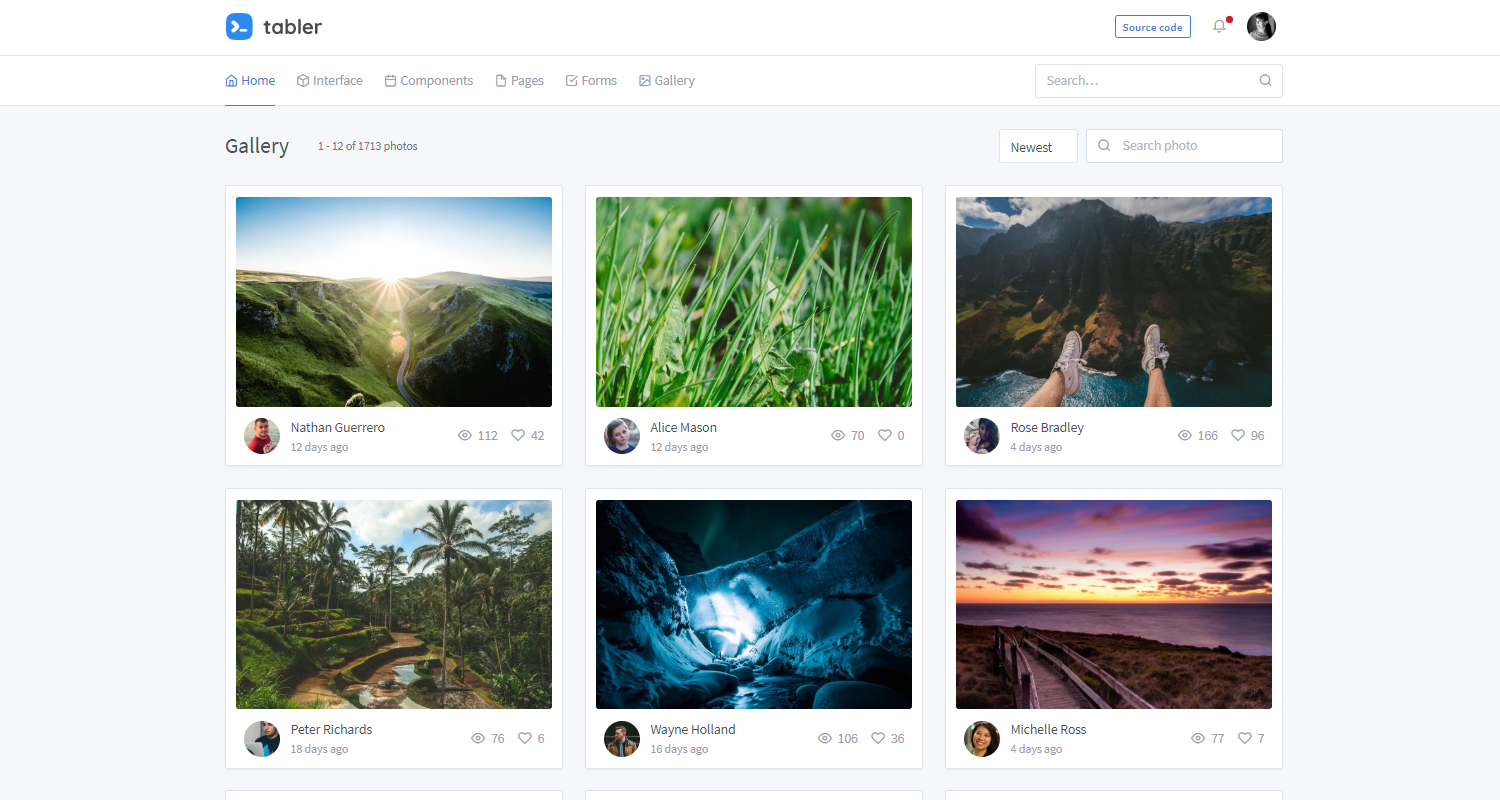 tabler
Source code
Home Interface Components Pages Forms Gallery Search...
Gallery 1 - 12 of 1713 photos Newest Search photo
Nathan Guerrero
12 days ago
112 42
Alice Mason
12 days ago
70 0
Rose Bradley
4 days ago
166 96
Peter Richards
18 days ago
76 6
Wayne Holland
16 days ago
106 36
Michelle Ross
4 days ago
77 7